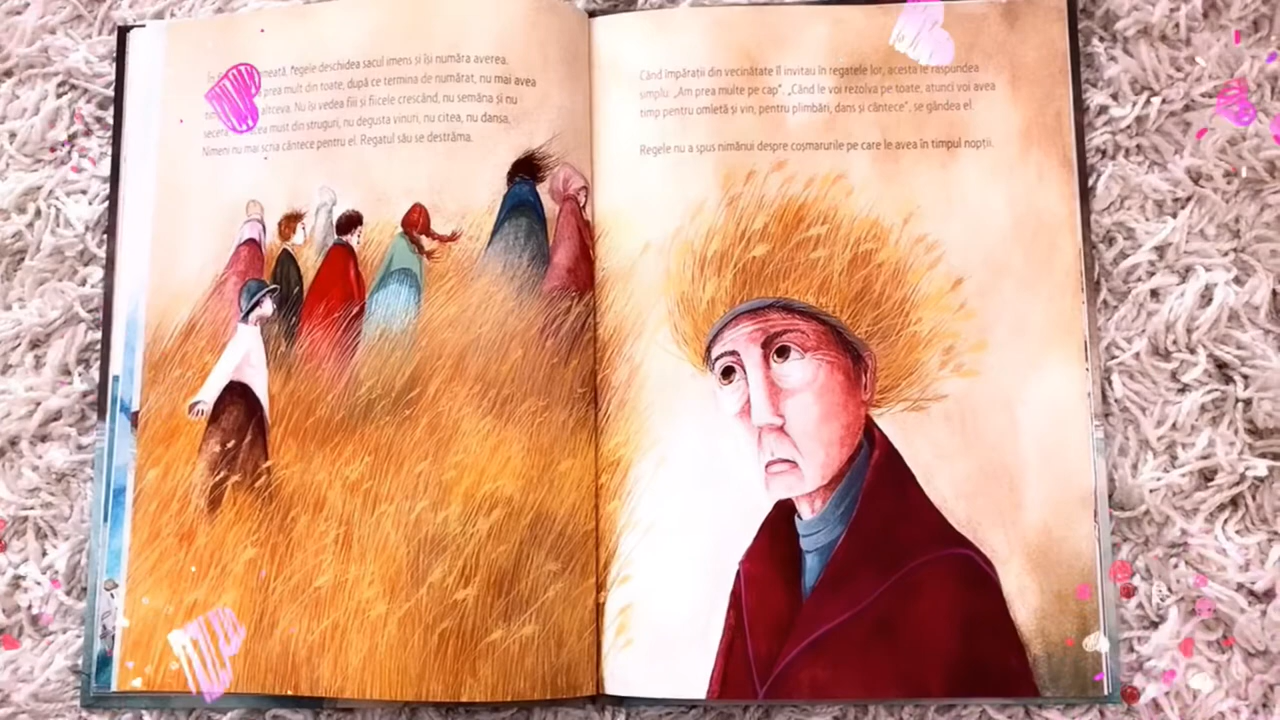 În neată, regele deschidea sacul imens și își număra averea.
prea mult din toate, după ce termina de numărat, nu mai avea
altceva. Nu își vedea fiii și fiicele crescând, nu semăna și nu
must din struguri, nu degusta vinuri, nu citea, nu dansa.
Nimeni nu mai scria cântece pentru el. Regatul său se destrăma.
Când împărații din vecinătate îl invitau în regatele lor, acesta le răspundea
simplu: „Am prea multe pe cap”. „Când le voi rezolva pe toate, atunci voi avea
timp pentru omletă și vin, pentru plimbări, dans și cântece”, se gândea el.
Regele nu a spus nimănui despre coșmarurile pe care le avea în timpul nopții.